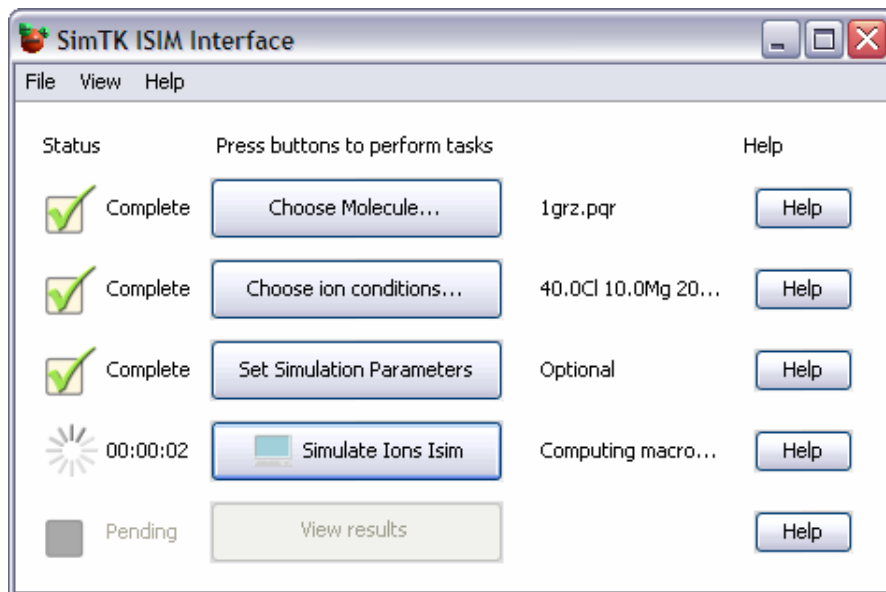 SimTK ISIM Interface
File View Help
Status Press buttons to perform tasks Help
Complete Choose Molecule... 1grz.pqr Help
Complete Choose ion conditions... 40.0Cl 10.0Mg 20... Help
Complete Set Simulation Parameters Optional Help
00:00:02 Simulate Ions Isim Computing macro... Help
Pending View results Help